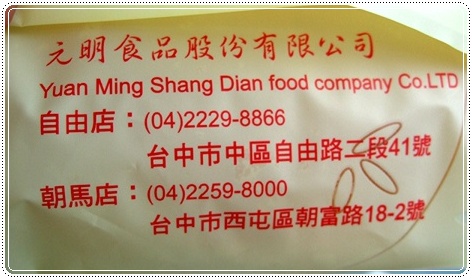 元明食品股份有限公司
Yuan Ming Shang Dian food company Co.LTD
自由店：(04)2229-8866
台中市中區自由路二段41號
朝馬店：(04)2259-8000
台中市西屯區朝富路18-2號